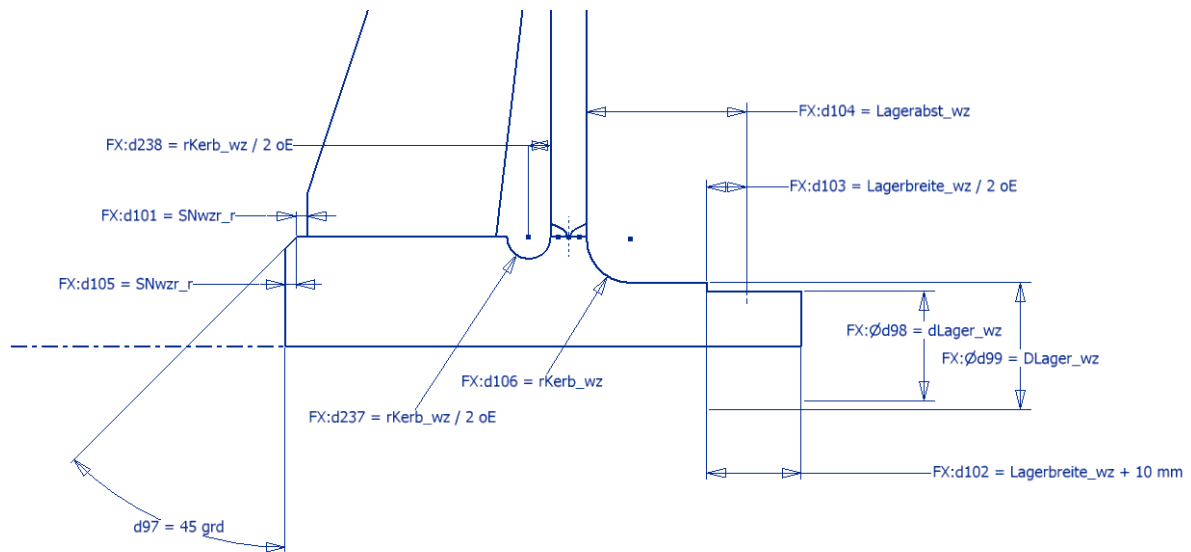 FX:d104 = Lagerabst_wz
FX:d238 = rKerb_wz / 2 oE
FX:d103 = Lagerbreite_wz / 2 oE
FX:d101 = SNwzr_r
FX:d105 = SNwzr_r
FX:Ød98 = dLager_wz
FX:Ød99 = DLager_wz
FX:d106 = rKerb_wz
FX:d237 = rKerb_wz / 2 oE
FX:d102 = Lagerbreite_wz + 10 mm
d97 = 45 grd